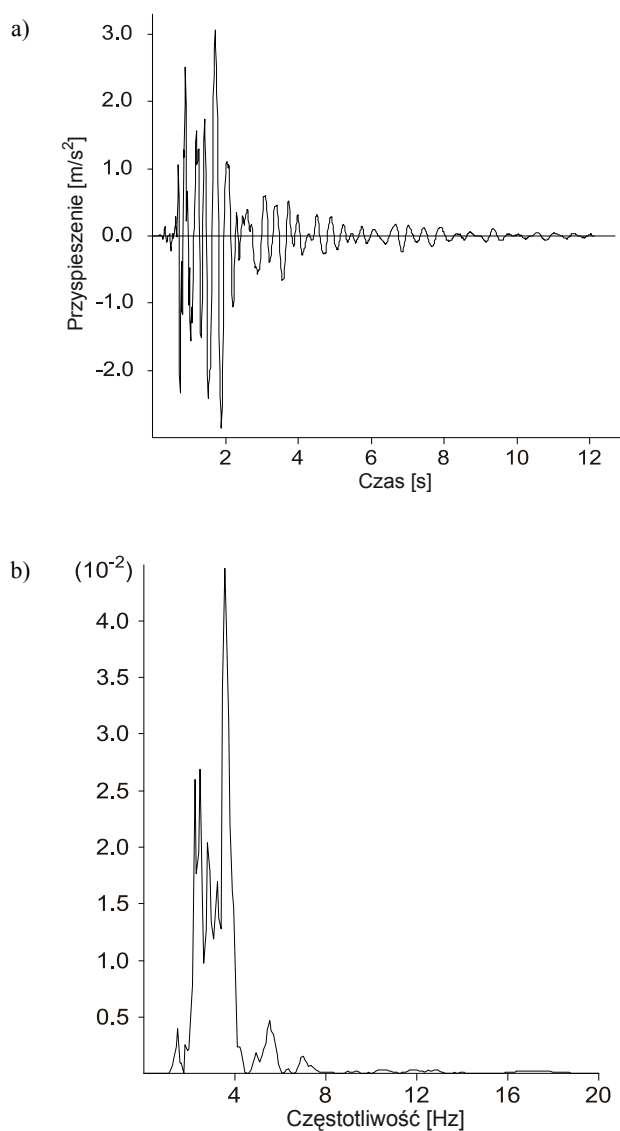 a)
3.0
2.0
1.0
0.0
-1.0
-2.0
Przyspieszenie [m/s²]
2 4 6 8 10 12
Czas [s]
b)
(10⁻²)
4.0
3.5
3.0
2.5
2.0
1.5
1.0
0.5
4 8 12 16 20
Częstotliwość [Hz]